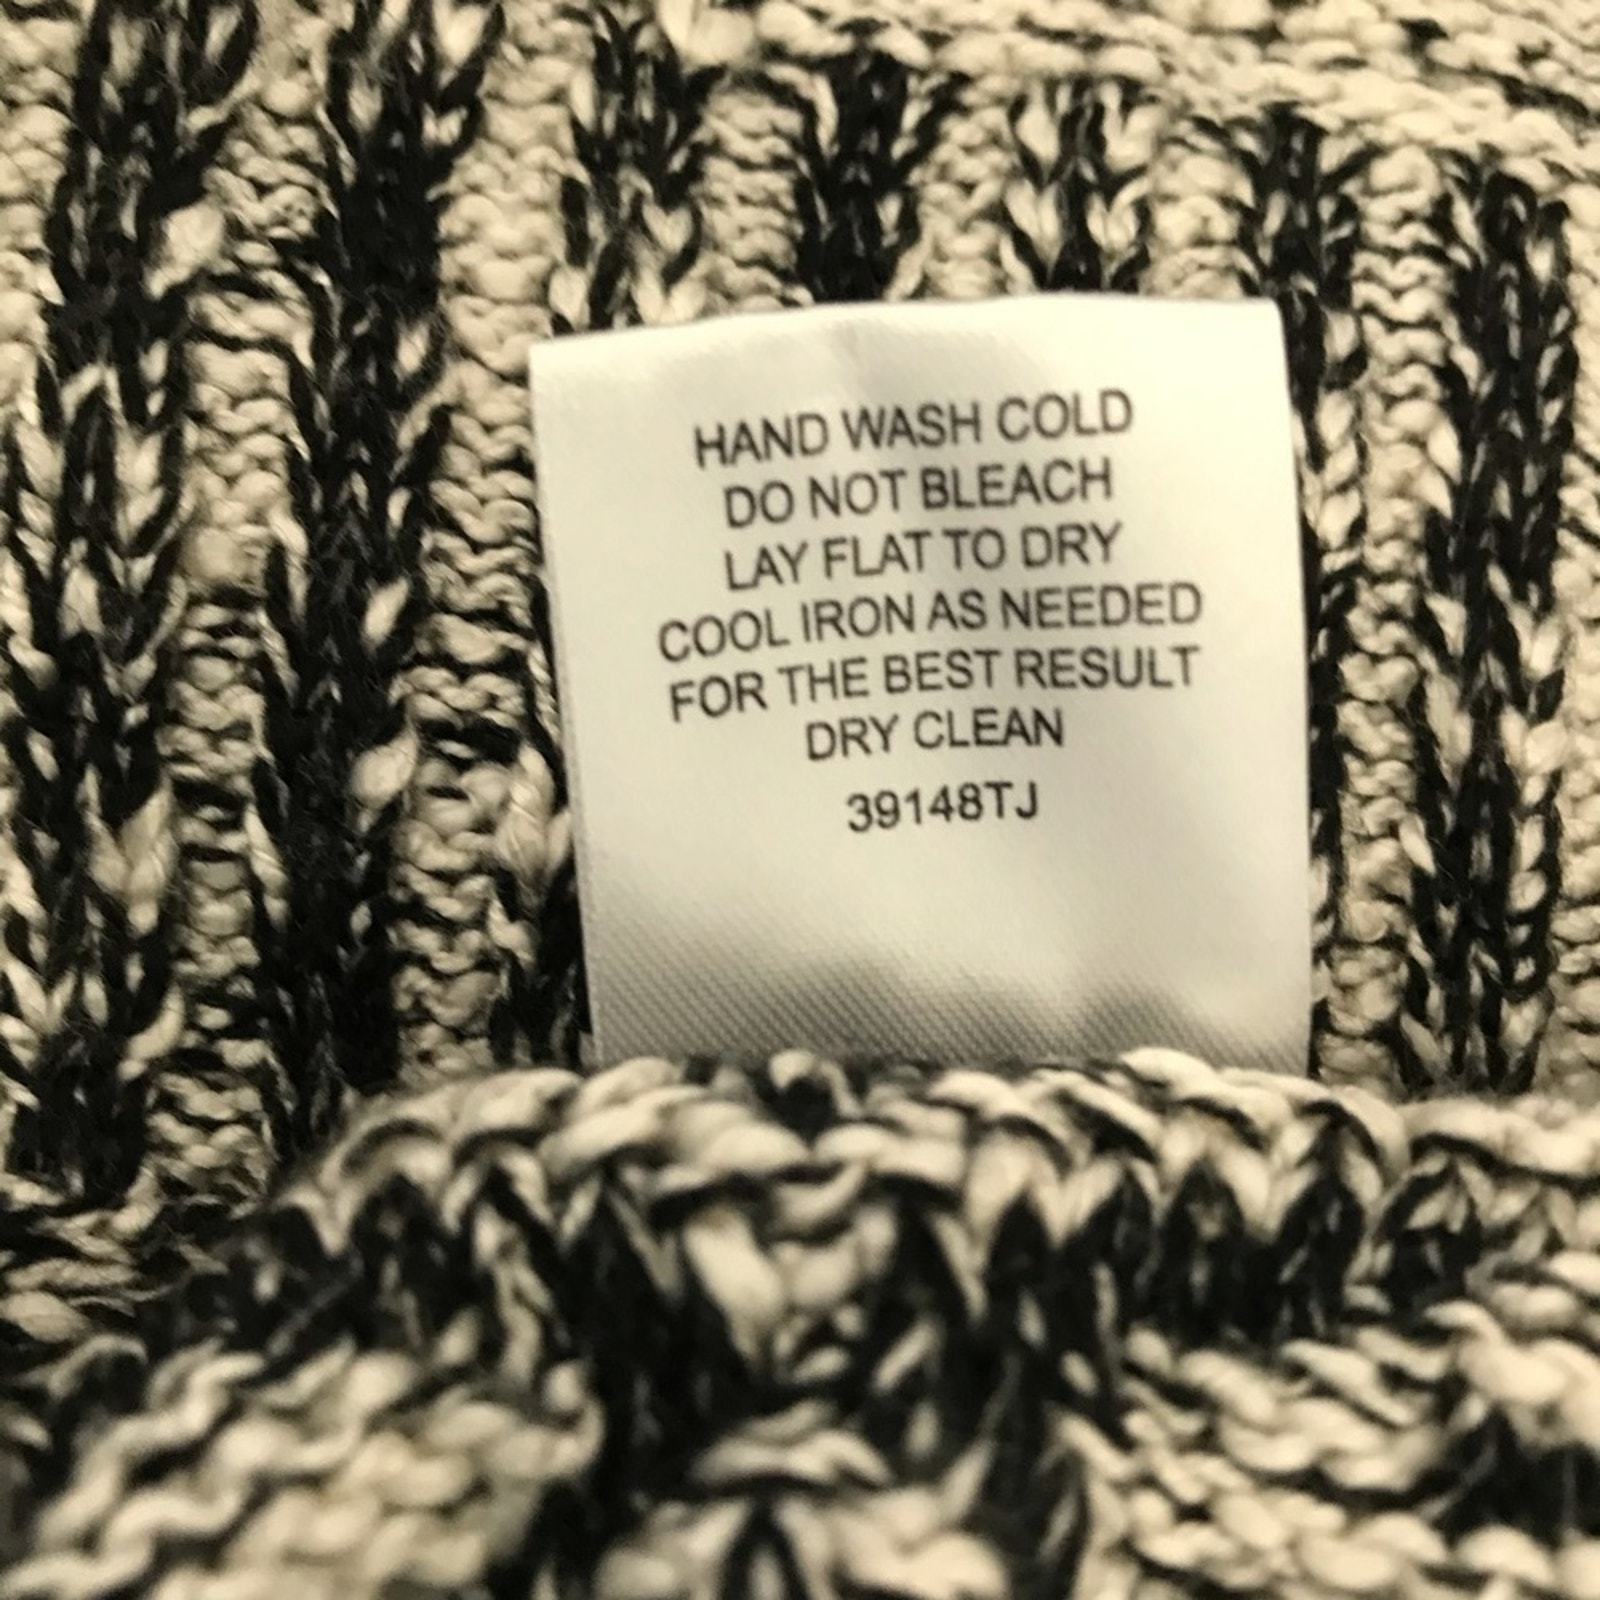 HAND WASH COLD
DO NOT BLEACH
LAY FLAT TO DRY
COOL IRON AS NEEDED
FOR THE BEST RESULT
DRY CLEAN
39148TJ